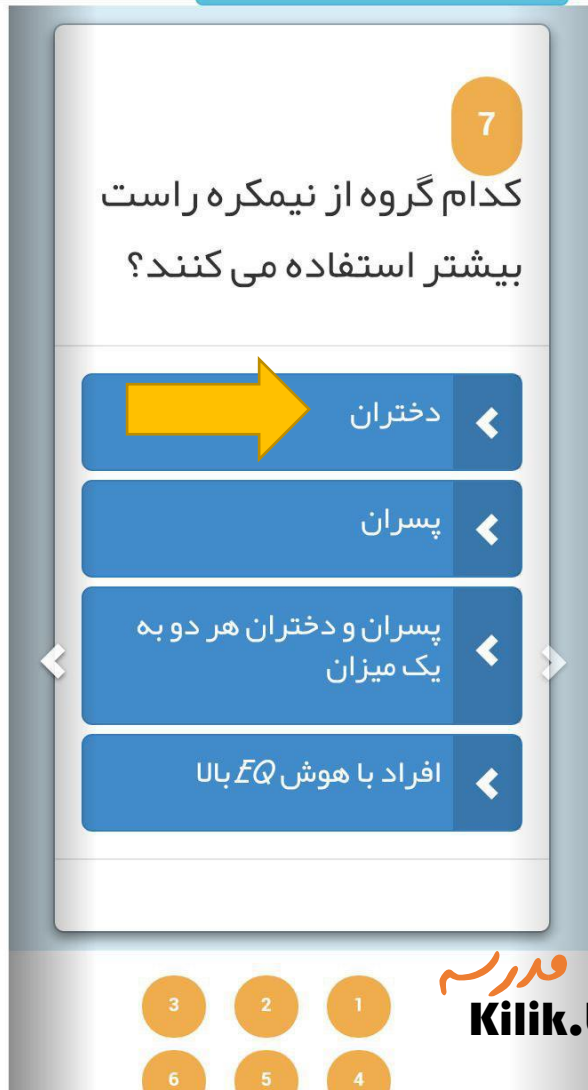 7
کدام گروه از نیمکره راست
بیشتر استفاده می کنند؟
دختران
پسران
پسران و دختران هر دو به
یک میزان
افراد با هوش EQ بالا
مدرسه
Kilik.
1 2 3
4 5 6